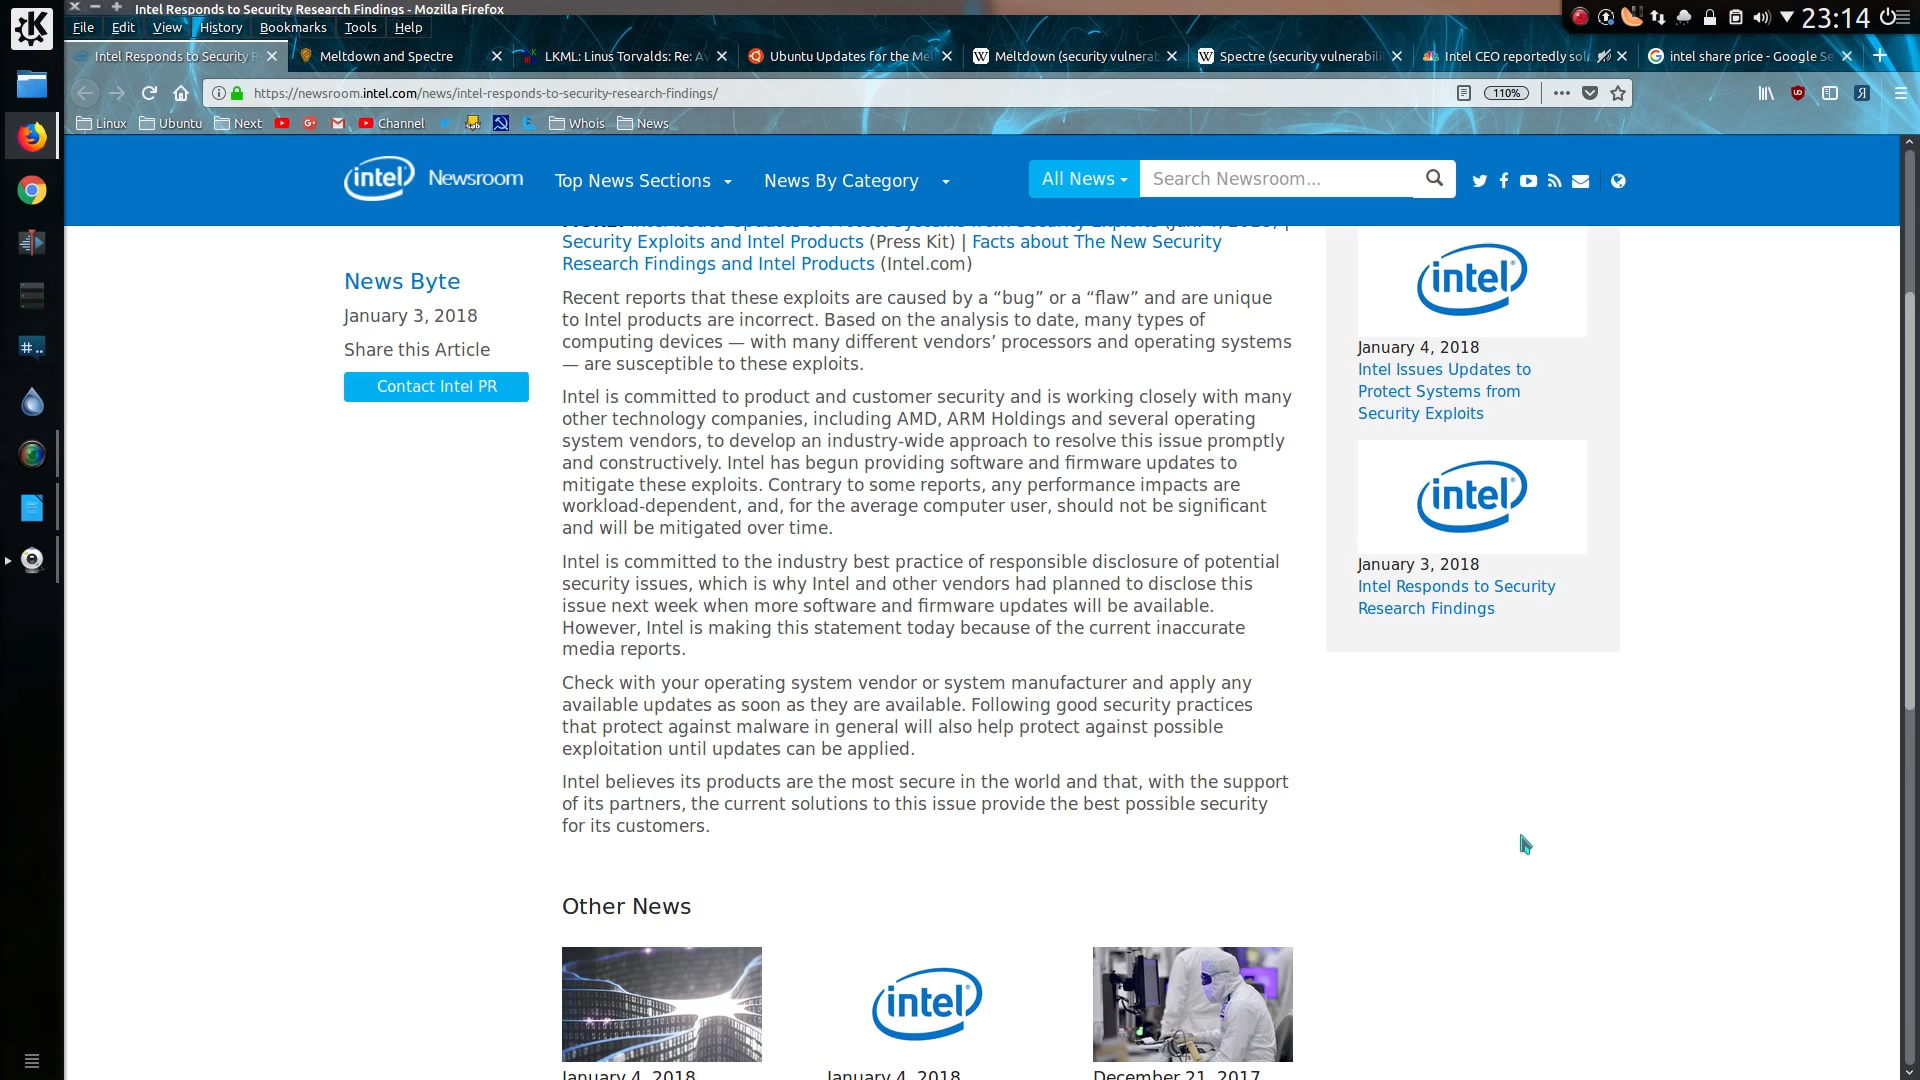 Intel Responds to Security Research Findings - Mozilla Firefox
23:14
File Edit View History Bookmarks Tools Help
Intel Responds to Security R
Meltdown and Spectre
LKML: Linus Torvalds: Re: Av
Ubuntu Updates for the Mel
Meltdown (security vulnerab
Spectre (security vulnerabili
Intel CEO reportedly sol
intel share price - Google Se
https://newsroom.intel.com/news/intel-responds-to-security-research-findings/
110%
Linux Ubuntu Next Channel Whois News
intel Newsroom
Top News Sections
News By Category
All News
Search Newsroom...
News Byte
January 3, 2018
Share this Article
Contact Intel PR
Security Exploits and Intel Products (Press Kit) | Facts about The New Security
Research Findings and Intel Products (Intel.com)
Recent reports that these exploits are caused by a “bug” or a “flaw” and are unique
to Intel products are incorrect. Based on the analysis to date, many types of
computing devices — with many different vendors’ processors and operating systems
— are susceptible to these exploits.
Intel is committed to product and customer security and is working closely with many
other technology companies, including AMD, ARM Holdings and several operating
system vendors, to develop an industry-wide approach to resolve this issue promptly
and constructively. Intel has begun providing software and firmware updates to
mitigate these exploits. Contrary to some reports, any performance impacts are
workload-dependent, and, for the average computer user, should not be significant
and will be mitigated over time.
Intel is committed to the industry best practice of responsible disclosure of potential
security issues, which is why Intel and other vendors had planned to disclose this
issue next week when more software and firmware updates will be available.
However, Intel is making this statement today because of the current inaccurate
media reports.
Check with your operating system vendor or system manufacturer and apply any
available updates as soon as they are available. Following good security practices
that protect against malware in general will also help protect against possible
exploitation until updates can be applied.
Intel believes its products are the most secure in the world and that, with the support
of its partners, the current solutions to this issue provide the best possible security
for its customers.
intel
January 4, 2018
Intel Issues Updates to
Protect Systems from
Security Exploits
intel
January 3, 2018
Intel Responds to Security
Research Findings
Other News
intel
January 4, 2018
January 4, 2018
December 21, 2017